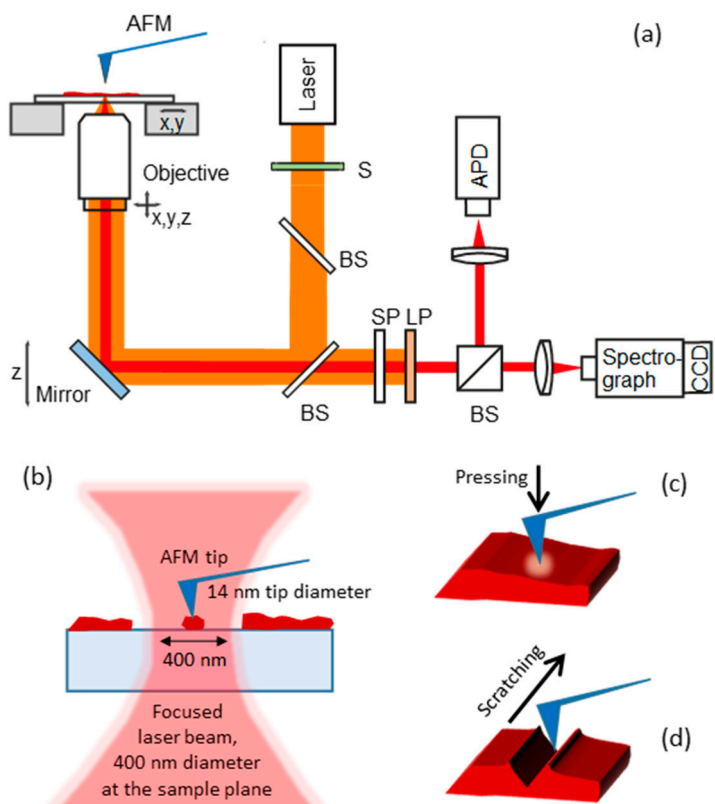 AFM
(a)
Laser
x,y
Objective
x,y,z
S
APD
BS
SP LP
z
Mirror
BS
BS
Spectro-
graph
CCD
(b)
AFM tip
14 nm tip diameter
400 nm
Focused
laser beam,
400 nm diameter
at the sample plane
Pressing
(c)
Scratching
(d)